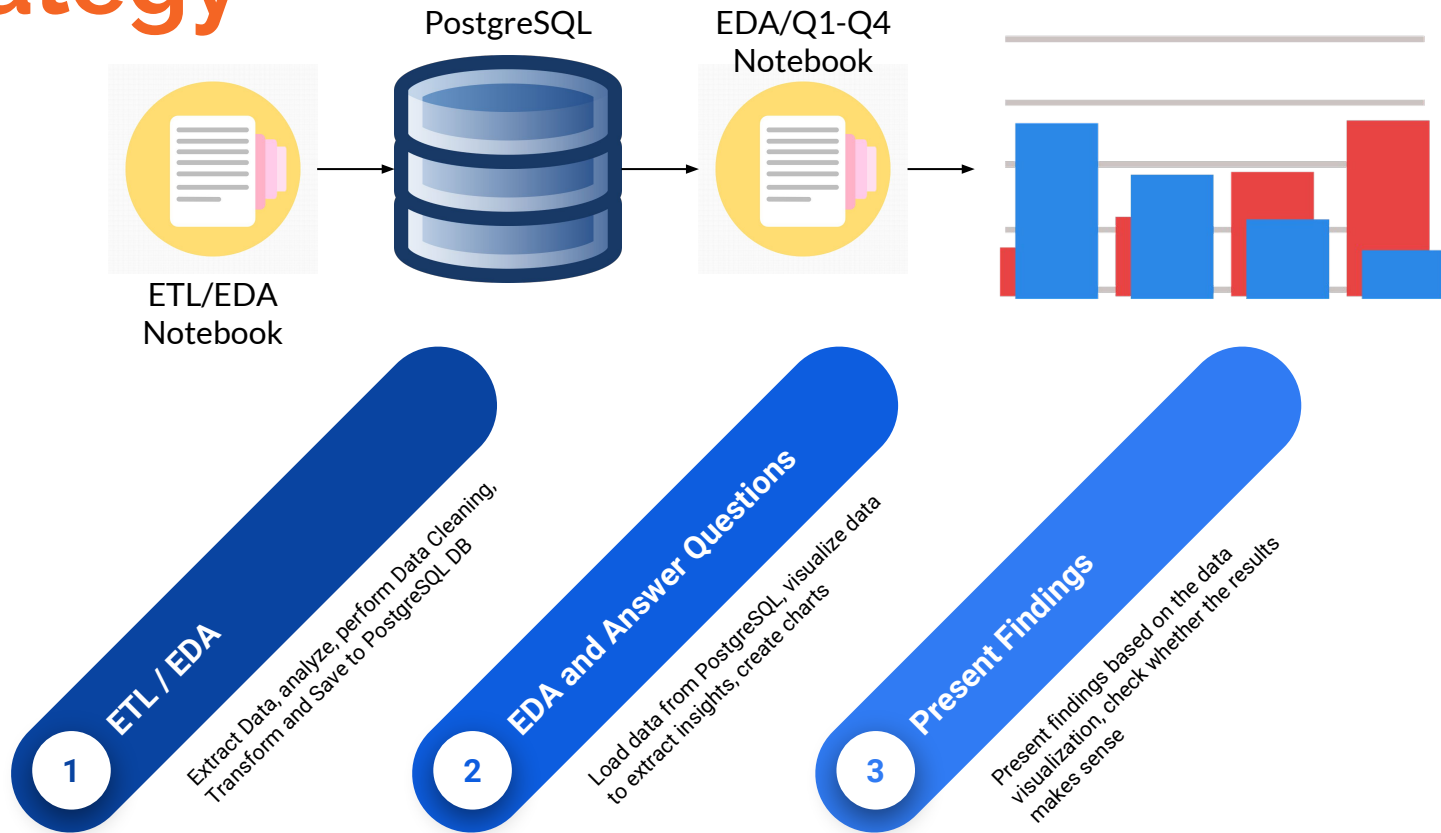 PostgreSQL
EDA/Q1-Q4
Notebook
ETL/EDA
Notebook
ETL / EDA
Extract Data, analyze, perform Data Cleaning,
Transform and Save to PostgreSQL DB
1
EDA and Answer Questions
Load data from PostgreSQL, visualize data
to extract insights, create charts
2
Present Findings
Present findings based on the data
visualization, check whether the results
makes sense
3